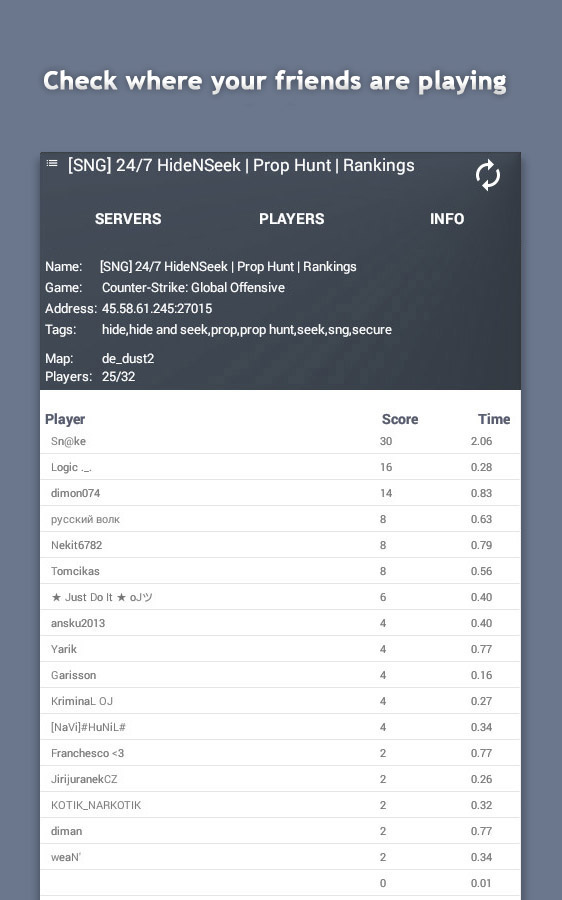 Check where your friends are playing
[SNG] 24/7 HideNSeek | Prop Hunt | Rankings
SERVERS PLAYERS INFO
Name: [SNG] 24/7 HideNSeek | Prop Hunt | Rankings
Game: Counter-Strike: Global Offensive
Address: 45.58.61.245:27015
Tags: hide,hide and seek,prop,prop hunt,seek,sng,secure
Map: de_dust2
Players: 25/32
Player Score Time
Sn@ke 30 2.06
Logic ._. 16 0.28
dimon074 14 0.83
русский волк 8 0.63
Nekit6782 8 0.79
Tomcikas 8 0.56
★ Just Do It ★ oJツ 6 0.40
ansku2013 4 0.40
Yarik 4 0.77
Garisson 4 0.16
KriminaL OJ 4 0.27
[NaVi]#HuNiL# 4 0.34
Franchesco <3 2 0.77
JirijuranekCZ 2 0.26
KOTIK_NARKOTIK 2 0.32
diman 2 0.77
weaN' 2 0.34
0 0.01